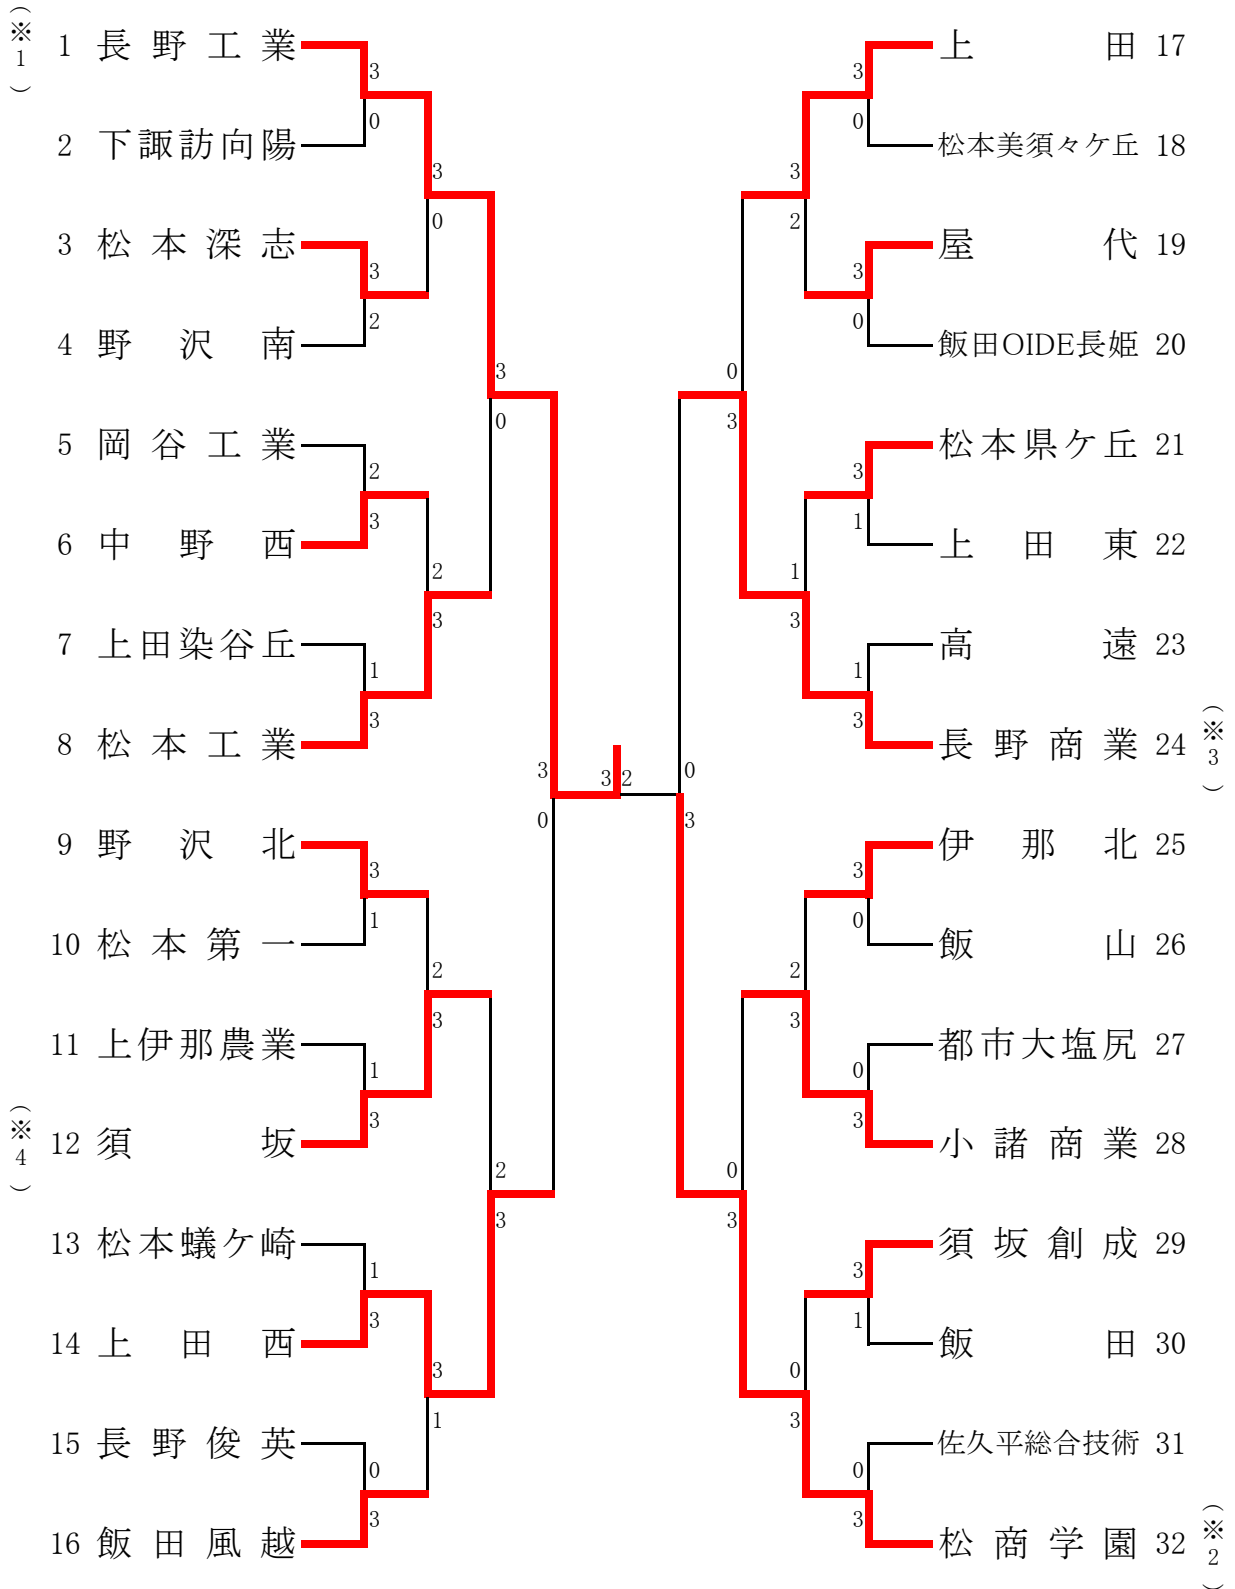 （※1）
1 長野工業
3
0
2 下諏訪向陽
3
0
3 松本深志
3
2
4 野沢南
3
0
5 岡谷工業
2
3
6 中野西
2
3
7 上田染谷丘
1
3
8 松本工業
3
0
9 野沢北
3
1
10 松本第一
2
3
11 上伊那農業
1
3
（※4）
12 須坂
2
3
13 松本蟻ケ崎
1
3
14 上田西
3
1
15 長野俊英
0
3
16 飯田風越
3 2
上田 17
3
0
松本美須々ケ丘 18
3
2
屋代 19
3
0
飯田OIDE長姫 20
0
3
松本県ケ丘 21
3
1
上田東 22
1
3
高遠 23
1
3
長野商業 24
（※3）
0
3
伊那北 25
3
0
飯山 26
2
3
都市大塩尻 27
0
3
小諸商業 28
0
3
須坂創成 29
3
1
飯田 30
0
3
佐久平総合技術 31
0
3
松商学園 32
（※2）